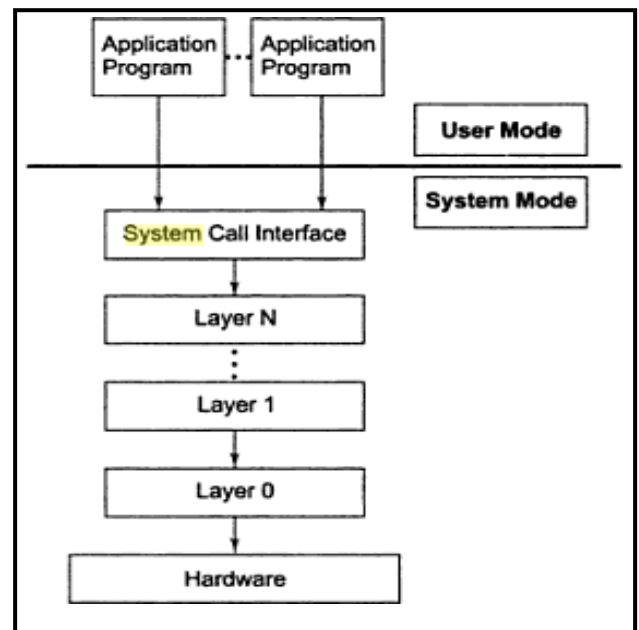 Application
Program
Application
Program
User Mode
System Mode
System Call Interface
Layer N
Layer 1
Layer 0
Hardware